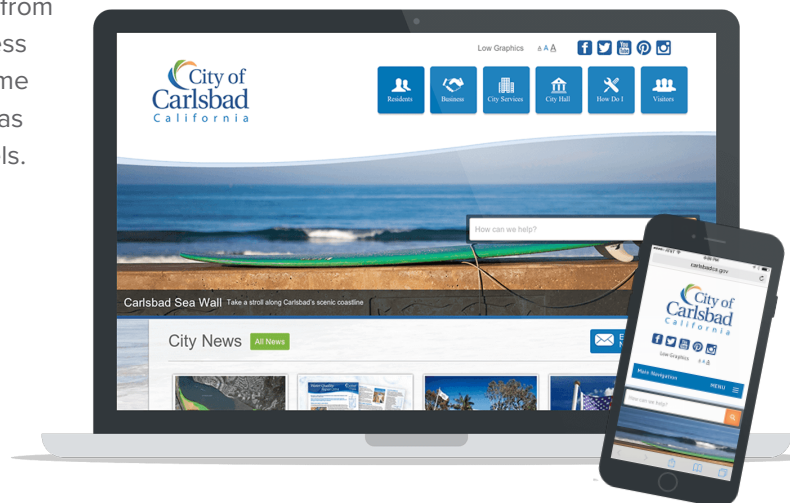 from
ess
me
as
ls.
Low Graphics A A A
City of
Carlsbad
California
Residents
Business
City Services
City Hall
How Do I
Visitors
How can we help?
Carlsbad Sea Wall Take a stroll along Carlsbad's scenic coastline
City News All News
carlsbadca.gov
City of
Carlsbad
California
Low Graphics A A A
Main Navigation MENU
How can we help?